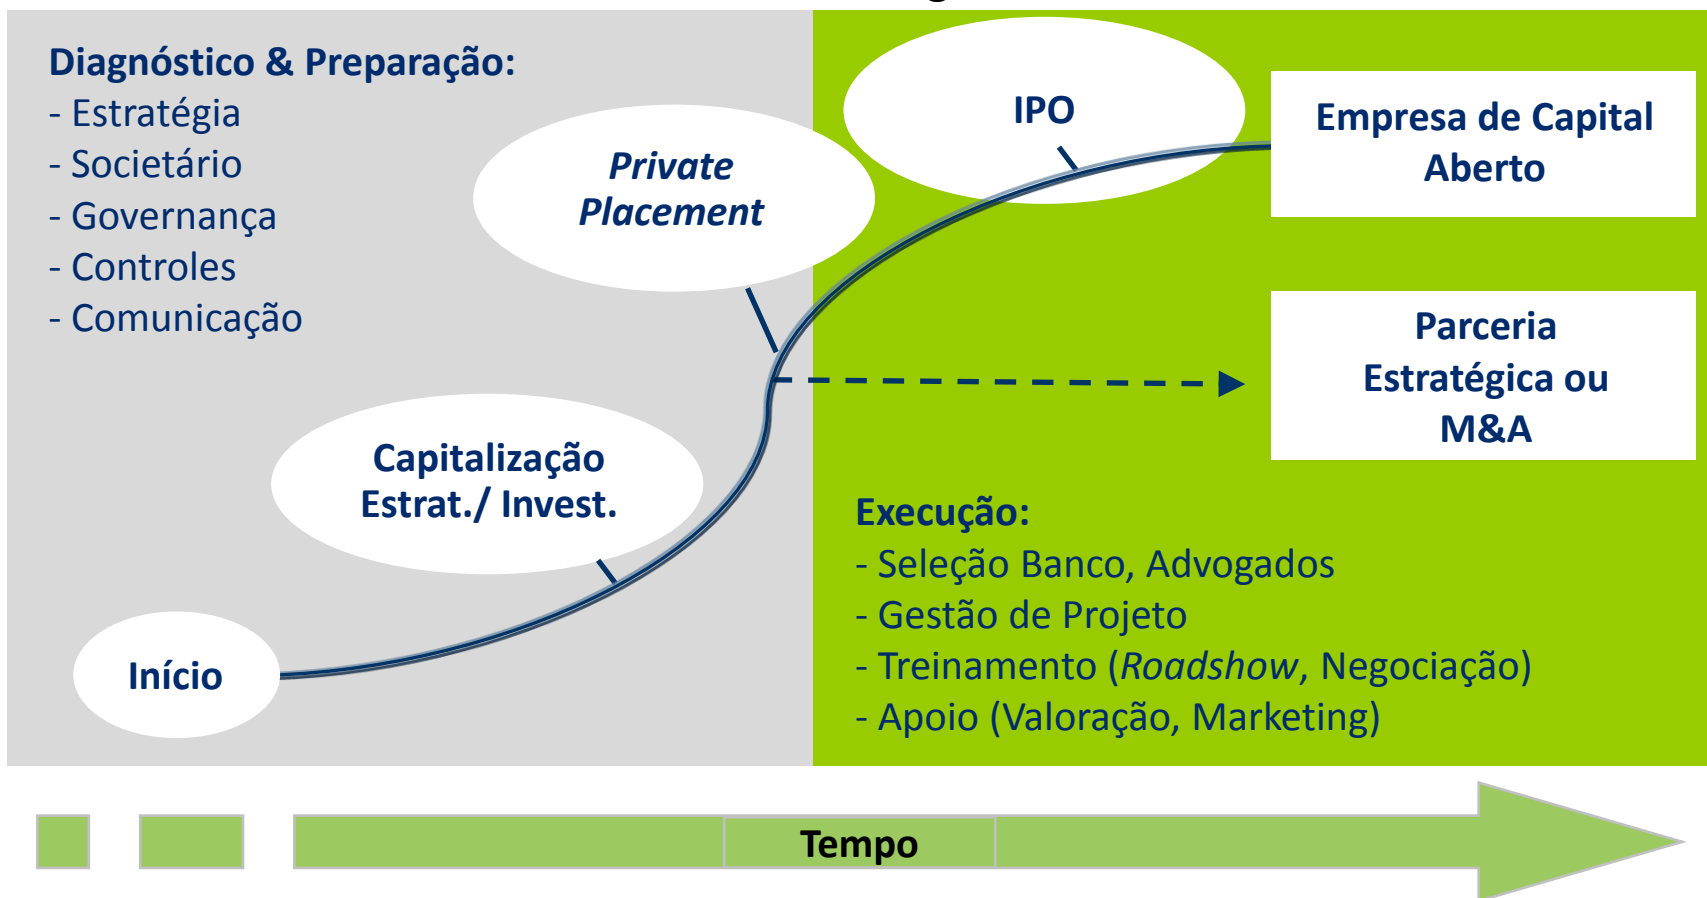 Diagnóstico & Preparação:
- Estratégia
- Societário
- Governança
- Controles
- Comunicação
Private
Placement
IPO
Empresa de Capital
Aberto
Parceria
Estratégica ou
M&A
Capitalização
Estrat./ Invest.
Início
Execução:
- Seleção Banco, Advogados
- Gestão de Projeto
- Treinamento (Roadshow, Negociação)
- Apoio (Valoração, Marketing)
Tempo